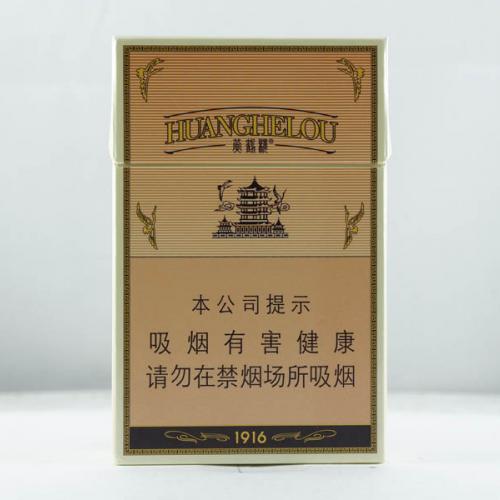 HUANGHELOU
黄鹤楼®
本公司提示
吸烟有害健康
请勿在禁烟场所吸烟
1916